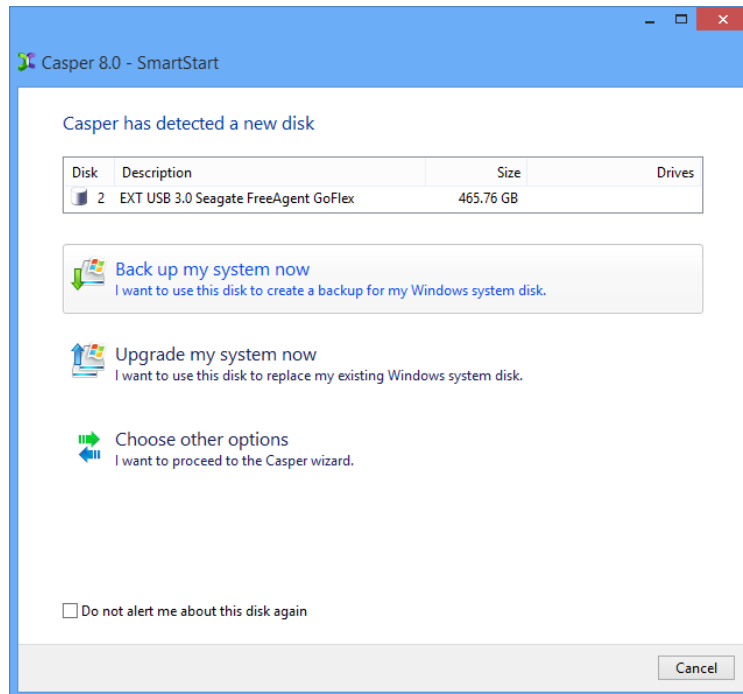 Casper 8.0 - SmartStart
Casper has detected a new disk
Disk Description Size Drives
2 EXT USB 3.0 Seagate FreeAgent GoFlex 465.76 GB
Back up my system now
I want to use this disk to create a backup for my Windows system disk.
Upgrade my system now
I want to use this disk to replace my existing Windows system disk.
Choose other options
I want to proceed to the Casper wizard.
Do not alert me about this disk again
Cancel